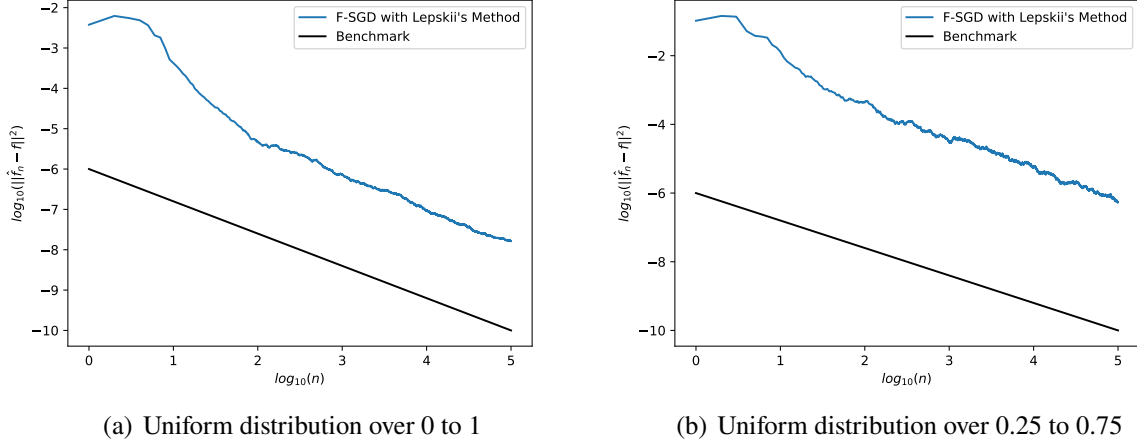 F-SGD with Lepskii's Method
Benchmark
−2
−3
−4
−5
−6
−7
−8
−9
−10
log₁₀(||f̂ₙ − f||²)
0 1 2 3 4 5
log₁₀(n)
(a) Uniform distribution over 0 to 1
F-SGD with Lepskii's Method
Benchmark
−2
−4
−6
−8
−10
log₁₀(||f̂ₙ − f||²)
0 1 2 3 4 5
log₁₀(n)
(b) Uniform distribution over 0.25 to 0.75